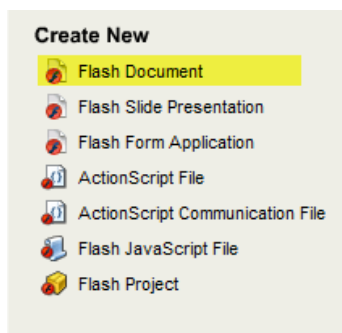 Create New
Flash Document
Flash Slide Presentation
Flash Form Application
ActionScript File
ActionScript Communication File
Flash JavaScript File
Flash Project